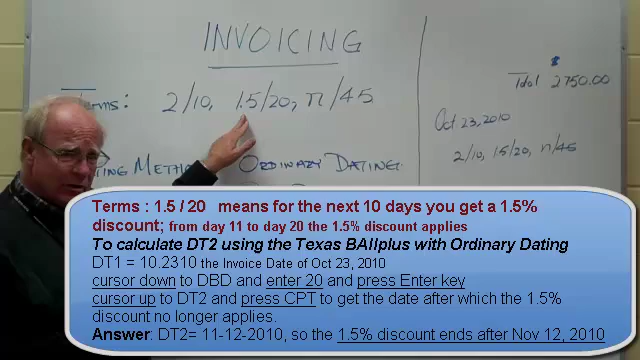 INVOICING
Terms: 2/10, 1.5/20, n/45
Total $ 2750.00
Oct 23, 2010
2/10, 1.5/20, n/45
ORDINARY DATING:
Terms : 1.5 / 20 means for the next 10 days you get a 1.5%
discount; from day 11 to day 20 the 1.5% discount applies
To calculate DT2 using the Texas BAIIplus with Ordinary Dating
DT1 = 10.2310 the Invoice Date of Oct 23, 2010
cursor down to DBD and enter 20 and press Enter key
cursor up to DT2 and press CPT to get the date after which the 1.5%
discount no longer applies.
Answer: DT2= 11-12-2010, so the 1.5% discount ends after Nov 12, 2010